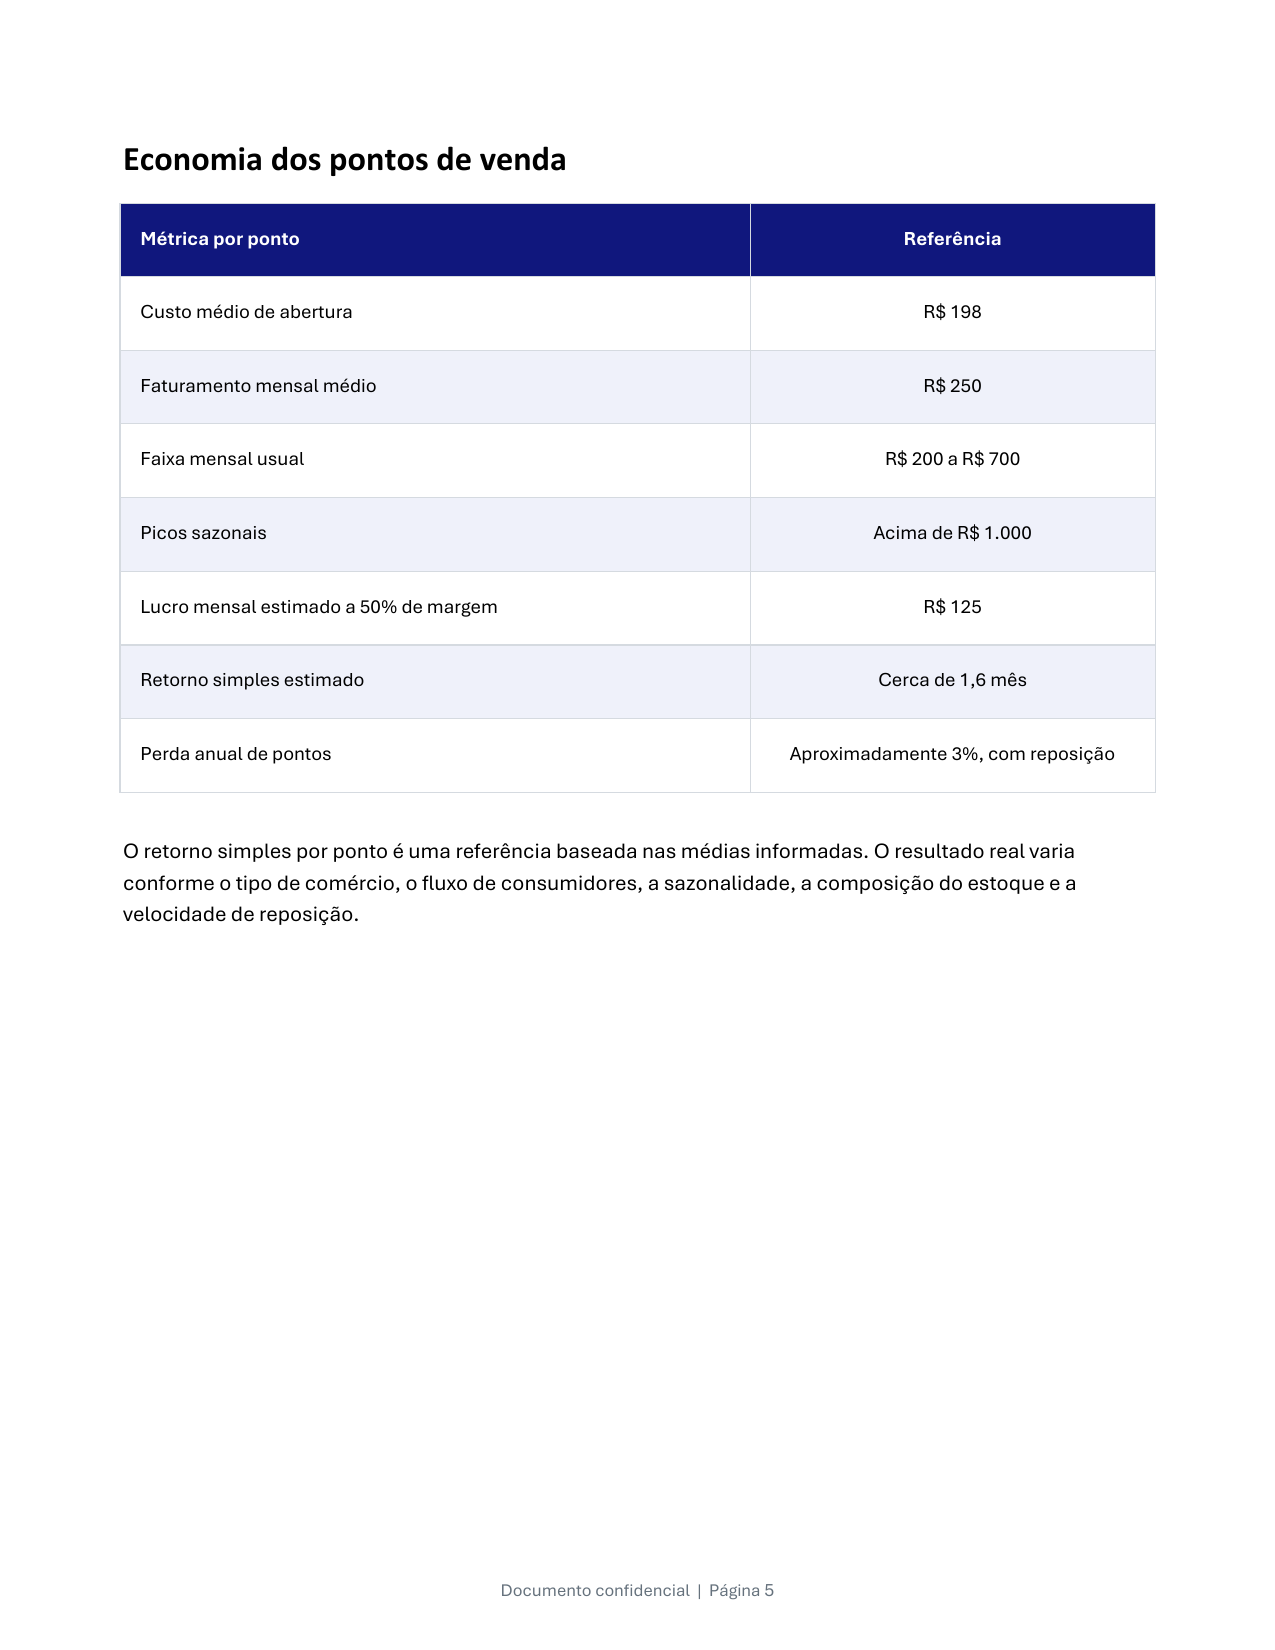 Economia dos pontos de venda
Métrica por ponto Referência
Custo médio de abertura R$ 198
Faturamento mensal médio R$ 250
Faixa mensal usual R$ 200 a R$ 700
Picos sazonais Acima de R$ 1.000
Lucro mensal estimado a 50% de margem R$ 125
Retorno simples estimado Cerca de 1,6 mês
Perda anual de pontos Aproximadamente 3%, com reposição
O retorno simples por ponto é uma referência baseada nas médias informadas. O resultado real varia
conforme o tipo de comércio, o fluxo de consumidores, a sazonalidade, a composição do estoque e a
velocidade de reposição.
Documento confidencial | Página 5